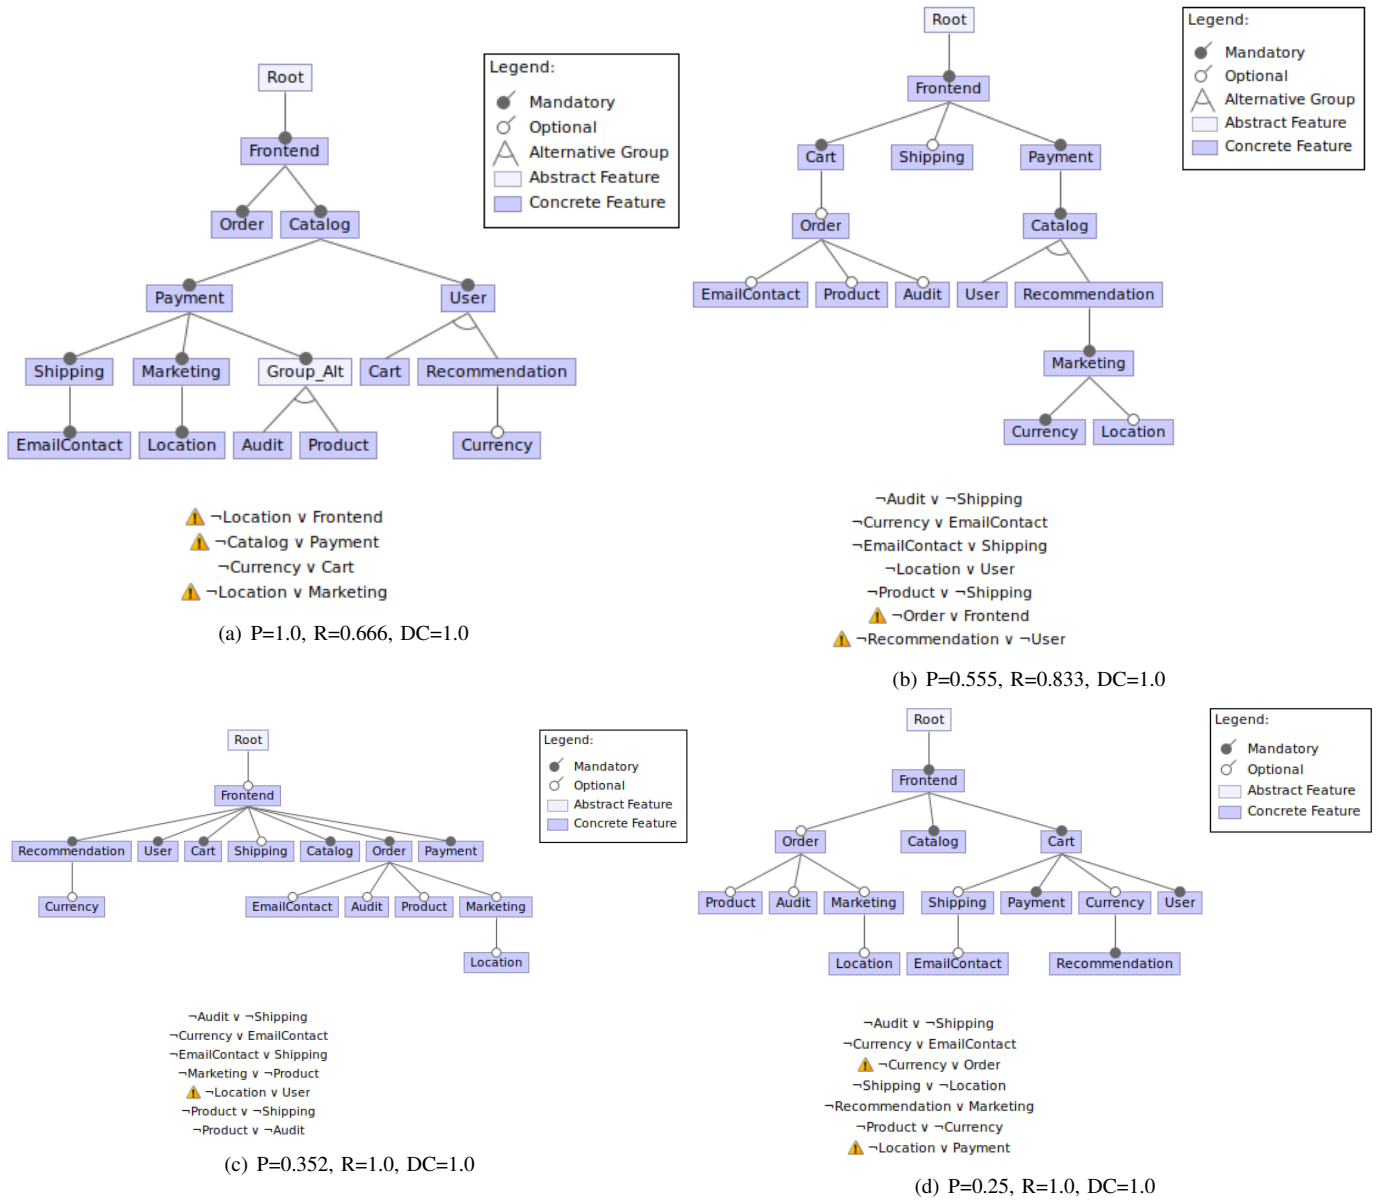 Root
Frontend
Order Catalog
Payment User
Shipping Marketing Group_Alt Cart Recommendation
EmailContact Location Audit Product Currency
Legend:
Mandatory
Optional
Alternative Group
Abstract Feature
Concrete Feature
¬Location ∨ Frontend
¬Catalog ∨ Payment
¬Currency ∨ Cart
¬Location ∨ Marketing
(a) P=1.0, R=0.666, DC=1.0
Root
Frontend
Cart Shipping Payment
Order Catalog
EmailContact Product Audit User Recommendation
Marketing
Currency Location
Legend:
Mandatory
Optional
Alternative Group
Abstract Feature
Concrete Feature
¬Audit ∨ ¬Shipping
¬Currency ∨ EmailContact
¬EmailContact ∨ Shipping
¬Location ∨ User
¬Product ∨ ¬Shipping
¬Order ∨ Frontend
¬Recommendation ∨ ¬User
(b) P=0.555, R=0.833, DC=1.0
Root
Frontend
Recommendation User Cart Shipping Catalog Order Payment
Currency EmailContact Audit Product Marketing
Location
Legend:
Mandatory
Optional
Abstract Feature
Concrete Feature
¬Audit ∨ ¬Shipping
¬Currency ∨ EmailContact
¬EmailContact ∨ Shipping
¬Marketing ∨ ¬Product
¬Location ∨ User
¬Product ∨ ¬Shipping
¬Product ∨ ¬Audit
(c) P=0.352, R=1.0, DC=1.0
Root
Frontend
Order Catalog Cart
Product Audit Marketing Shipping Payment Currency User
Location EmailContact Recommendation
Legend:
Mandatory
Optional
Abstract Feature
Concrete Feature
¬Audit ∨ ¬Shipping
¬Currency ∨ EmailContact
¬Currency ∨ Order
¬Shipping ∨ ¬Location
¬Recommendation ∨ Marketing
¬Product ∨ ¬Currency
¬Location ∨ Payment
(d) P=0.25, R=1.0, DC=1.0